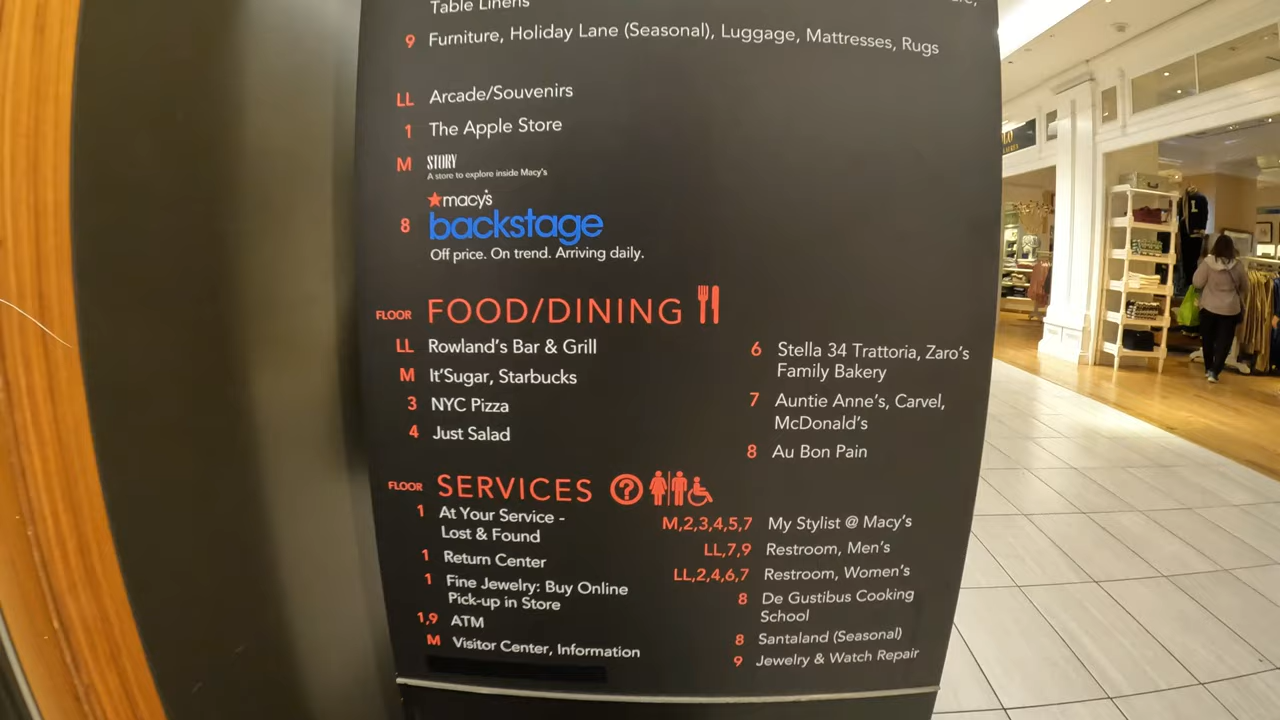 Table Linens
9 Furniture, Holiday Lane (Seasonal), Luggage, Mattresses, Rugs
LL Arcade/Souvenirs
1 The Apple Store
M STORY
A store to explore inside Macy's
macy's
8 backstage
Off price. On trend. Arriving daily.
FLOOR FOOD/DINING
LL Rowland's Bar & Grill
M It'Sugar, Starbucks
3 NYC Pizza
4 Just Salad
6 Stella 34 Trattoria, Zaro's
Family Bakery
7 Auntie Anne's, Carvel,
McDonald's
8 Au Bon Pain
FLOOR SERVICES ?
1 At Your Service -
Lost & Found
1 Return Center
1 Fine Jewelry: Buy Online
Pick-up in Store
1,9 ATM
M Visitor Center, Information
M,2,3,4,5,7 My Stylist @ Macy's
LL,7,9 Restroom, Men's
LL,2,4,6,7 Restroom, Women's
8 De Gustibus Cooking
School
8 Santaland (Seasonal)
9 Jewelry & Watch Repair
L